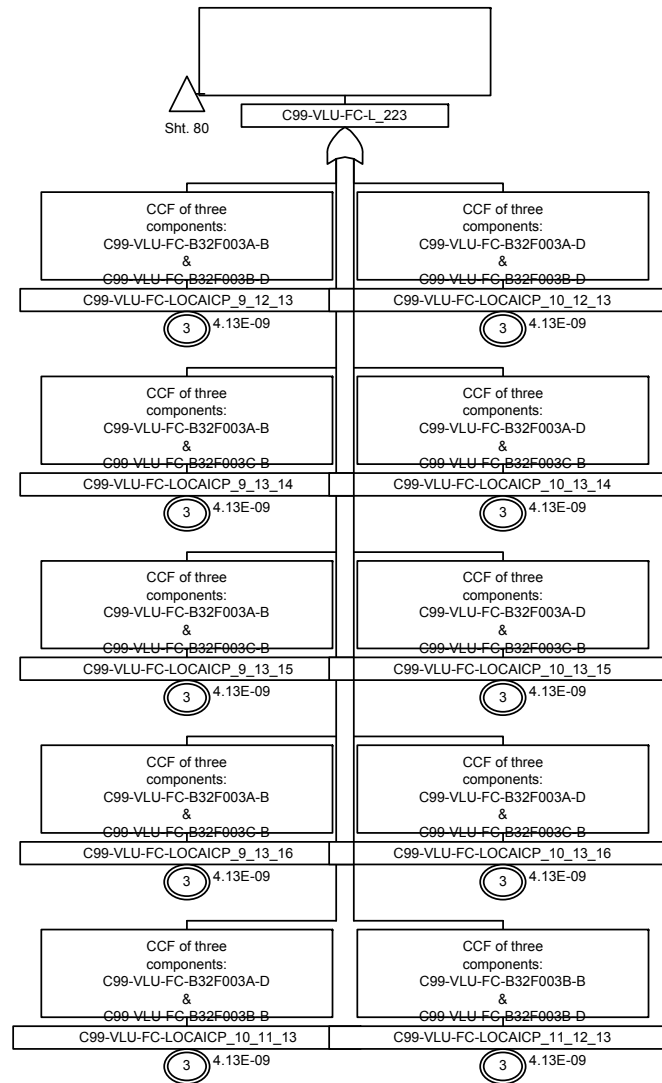 Sht. 80
C99-VLU-FC-L_223
CCF of three
components:
C99-VLU-FC-B32F003A-B
&
C99-VLU-FC-B32F003B-D
C99-VLU-FC-LOCAICP_9_12_13
3
4.13E-09
CCF of three
components:
C99-VLU-FC-B32F003A-D
&
C99-VLU-FC-B32F003B-D
C99-VLU-FC-LOCAICP_10_12_13
3
4.13E-09
CCF of three
components:
C99-VLU-FC-B32F003A-B
&
C99-VLU-FC-B32F003C-B
C99-VLU-FC-LOCAICP_9_13_14
3
4.13E-09
CCF of three
components:
C99-VLU-FC-B32F003A-D
&
C99-VLU-FC-B32F003C-B
C99-VLU-FC-LOCAICP_10_13_14
3
4.13E-09
CCF of three
components:
C99-VLU-FC-B32F003A-B
&
C99-VLU-FC-B32F003C-B
C99-VLU-FC-LOCAICP_9_13_15
3
4.13E-09
CCF of three
components:
C99-VLU-FC-B32F003A-D
&
C99-VLU-FC-B32F003C-B
C99-VLU-FC-LOCAICP_10_13_15
3
4.13E-09
CCF of three
components:
C99-VLU-FC-B32F003A-B
&
C99-VLU-FC-B32F003C-B
C99-VLU-FC-LOCAICP_9_13_16
3
4.13E-09
CCF of three
components:
C99-VLU-FC-B32F003A-D
&
C99-VLU-FC-B32F003C-B
C99-VLU-FC-LOCAICP_10_13_16
3
4.13E-09
CCF of three
components:
C99-VLU-FC-B32F003A-D
&
C99-VLU-FC-B32F003B-B
C99-VLU-FC-LOCAICP_10_11_13
3
4.13E-09
CCF of three
components:
C99-VLU-FC-B32F003B-B
&
C99-VLU-FC-B32F003B-D
C99-VLU-FC-LOCAICP_11_12_13
3
4.13E-09